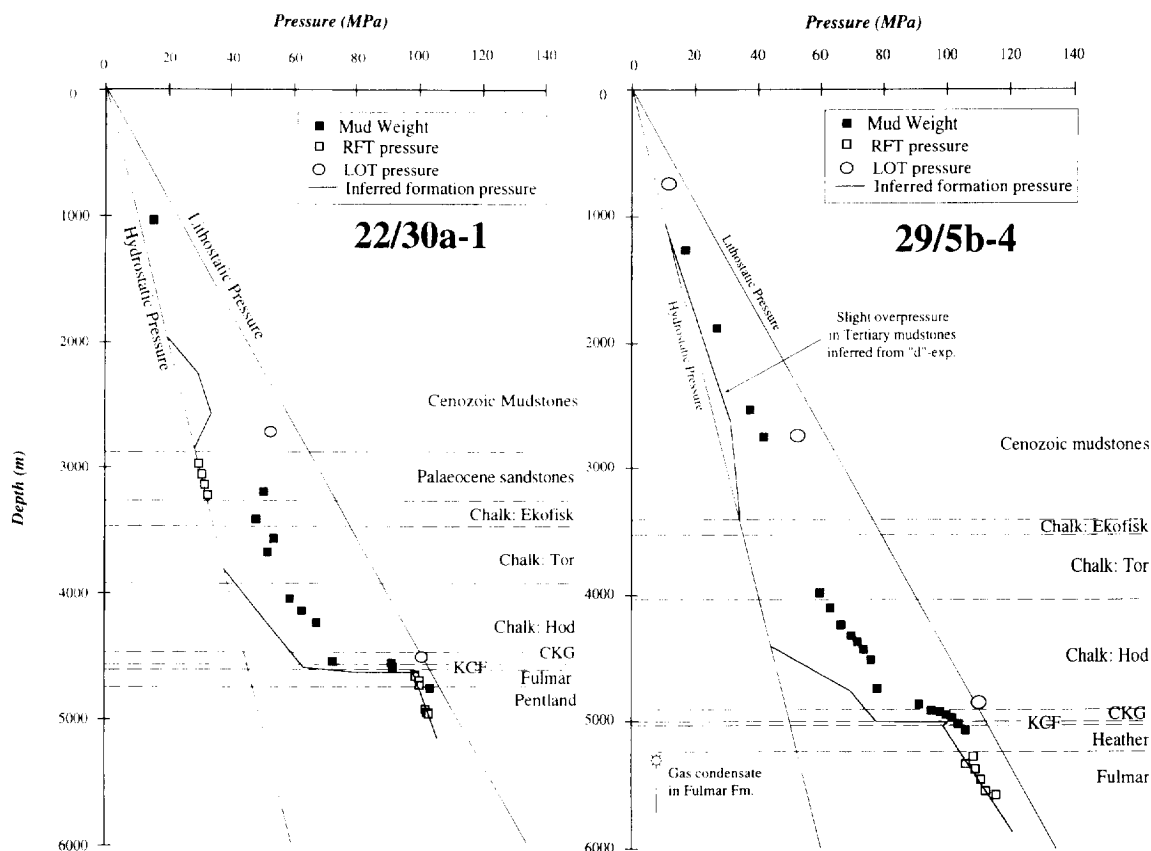 Pressure (MPa)
0 20 40 60 80 100 120 140
0
1000
2000
3000
4000
5000
6000
Depth (m)
Mud Weight
RFT pressure
LOT pressure
Inferred formation pressure
22/30a-1
Lithostatic Pressure
Hydrostatic Pressure
Cenozoic Mudstones
Palaeocene sandstones
Chalk: Ekofisk
Chalk: Tor
Chalk: Hod
CKG
KCF
Fulmar
Pentland
Pressure (MPa)
0 20 40 60 80 100 120 140
0
1000
2000
3000
4000
5000
6000
Mud Weight
RFT pressure
LOT pressure
Inferred formation pressure
29/5b-4
Lithostatic Pressure
Hydrostatic Pressure
Slight overpressure
in Tertiary mudstones
inferred from "d"-exp.
Cenozoic mudstones
Chalk: Ekofisk
Chalk: Tor
Chalk: Hod
CKG
KCF
Heather
Fulmar
Gas condensate
in Fulmar Fm.